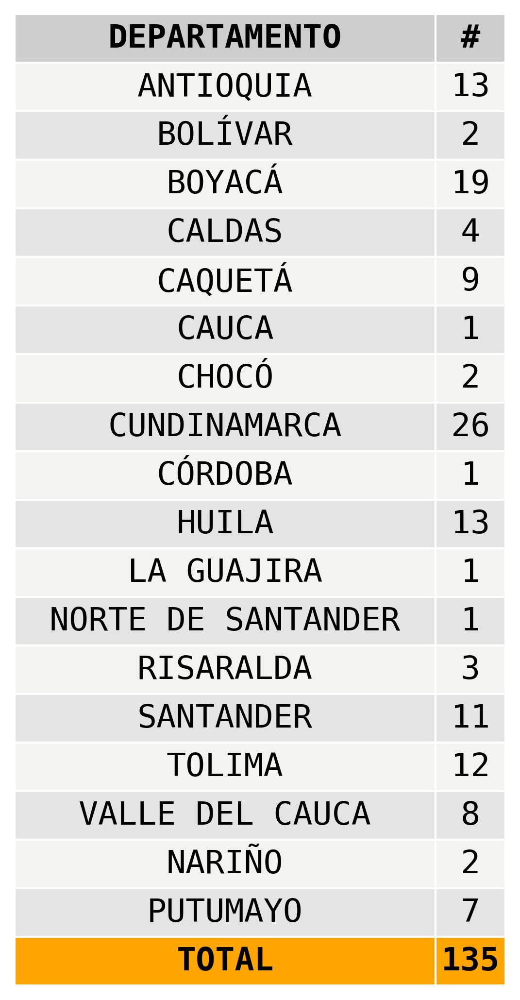 DEPARTAMENTO #
ANTIOQUIA 13
BOLÍVAR 2
BOYACÁ 19
CALDAS 4
CAQUETÁ 9
CAUCA 1
CHOCÓ 2
CUNDINAMARCA 26
CÓRDOBA 1
HUILA 13
LA GUAJIRA 1
NORTE DE SANTANDER 1
RISARALDA 3
SANTANDER 11
TOLIMA 12
VALLE DEL CAUCA 8
NARIÑO 2
PUTUMAYO 7
TOTAL 135